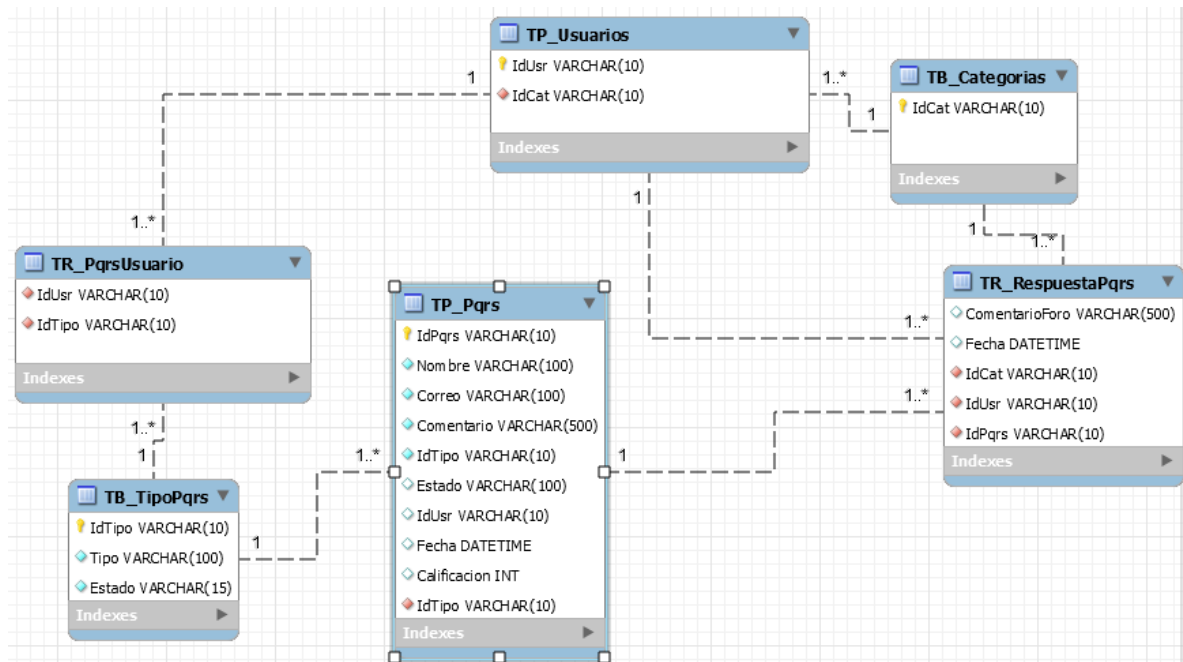 TP_Usuarios
IdUsr VARCHAR(10)
IdCat VARCHAR(10)
Indexes
1
1..*
1
1
TB_Categorias
IdCat VARCHAR(10)
Indexes
1
1..*
1..*
TR_PqrsUsuario
IdUsr VARCHAR(10)
IdTipo VARCHAR(10)
Indexes
1..*
1
TP_Pqrs
IdPqrs VARCHAR(10)
Nombre VARCHAR(100)
Correo VARCHAR(100)
Comentario VARCHAR(500)
IdTipo VARCHAR(10)
Estado VARCHAR(100)
IdUsr VARCHAR(10)
Fecha DATETIME
Calificacion INT
IdTipo VARCHAR(10)
Indexes
1..*
1
TR_RespuestaPqrs
ComentarioForo VARCHAR(500)
Fecha DATETIME
IdCat VARCHAR(10)
IdUsr VARCHAR(10)
IdPqrs VARCHAR(10)
Indexes
1..*
1..*
TB_TipoPqrs
IdTipo VARCHAR(10)
Tipo VARCHAR(100)
Estado VARCHAR(15)
Indexes
1